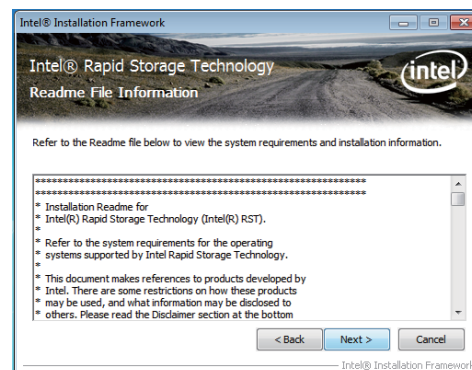 Intel® Installation Framework
Intel® Rapid Storage Technology
Readme File Information
intel
Refer to the Readme file below to view the system requirements and installation information.
******************************************************************
******************************************************************
* Installation Readme for
* Intel(R) Rapid Storage Technology (Intel(R) RST).
*
* Refer to the system requirements for the operating
* systems supported by Intel Rapid Storage Technology.
*
* This document makes references to products developed by
* Intel. There are some restrictions on how these products
* may be used, and what information may be disclosed to
* others. Please read the Disclaimer section at the bottom
< Back Next > Cancel
Intel® Installation Framework